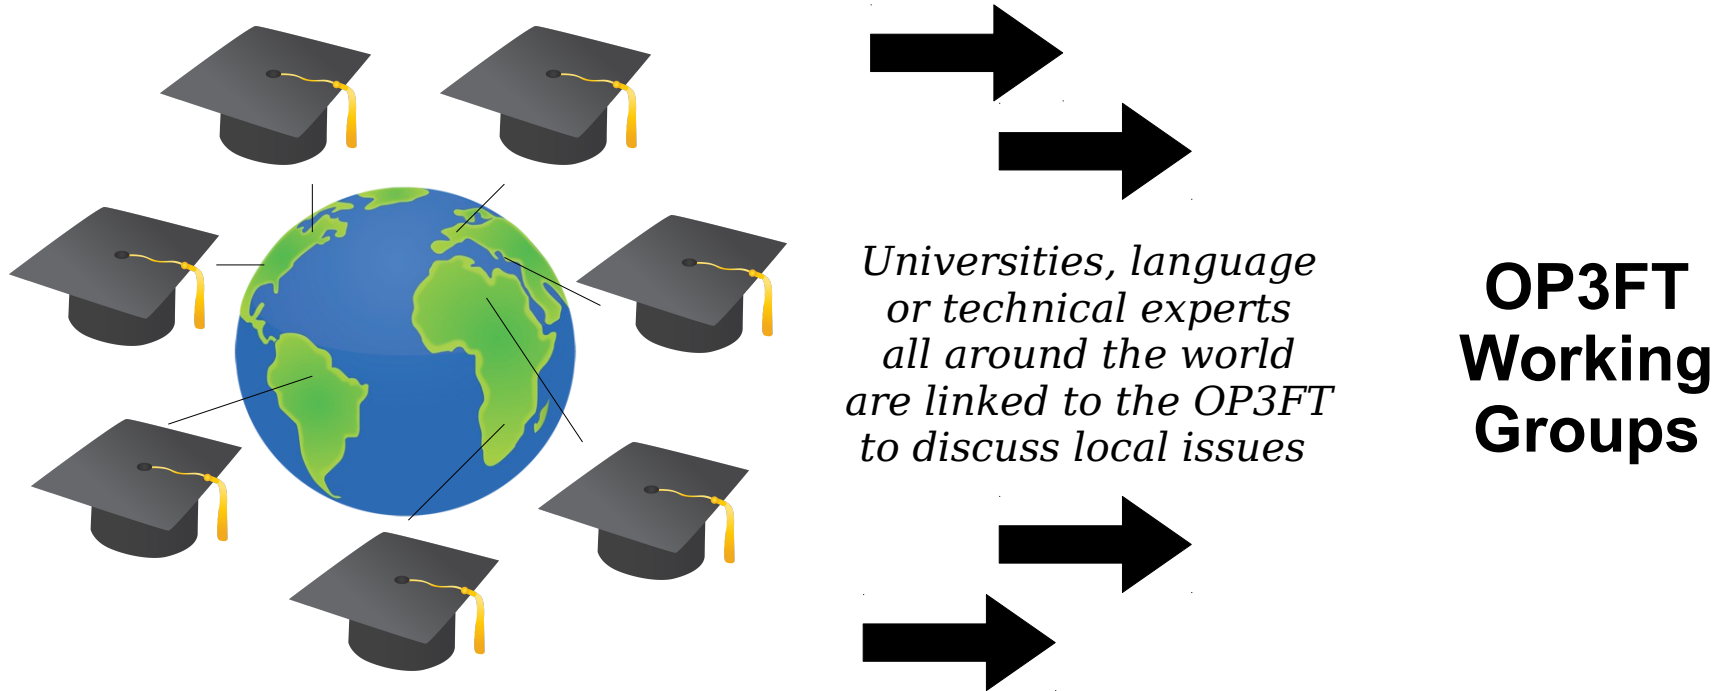 Universities, language
or technical experts
all around the world
are linked to the OP3FT
to discuss local issues
OP3FT
Working
Groups